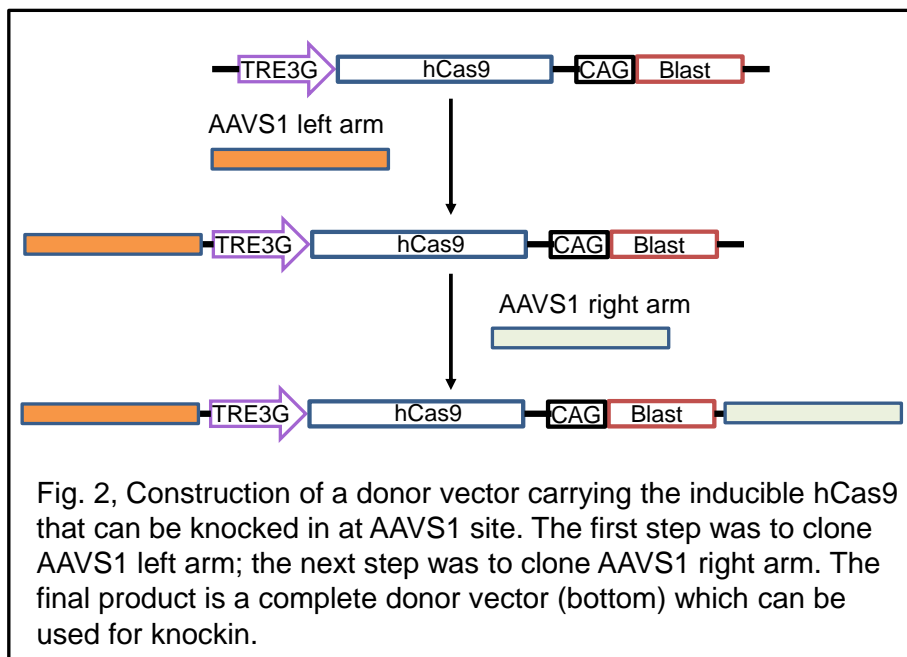 TRE3G hCas9 CAG Blast
AAVS1 left arm
TRE3G hCas9 CAG Blast
AAVS1 right arm
TRE3G hCas9 CAG Blast
Fig. 2, Construction of a donor vector carrying the inducible hCas9
that can be knocked in at AAVS1 site. The first step was to clone
AAVS1 left arm; the next step was to clone AAVS1 right arm. The
final product is a complete donor vector (bottom) which can be
used for knockin.